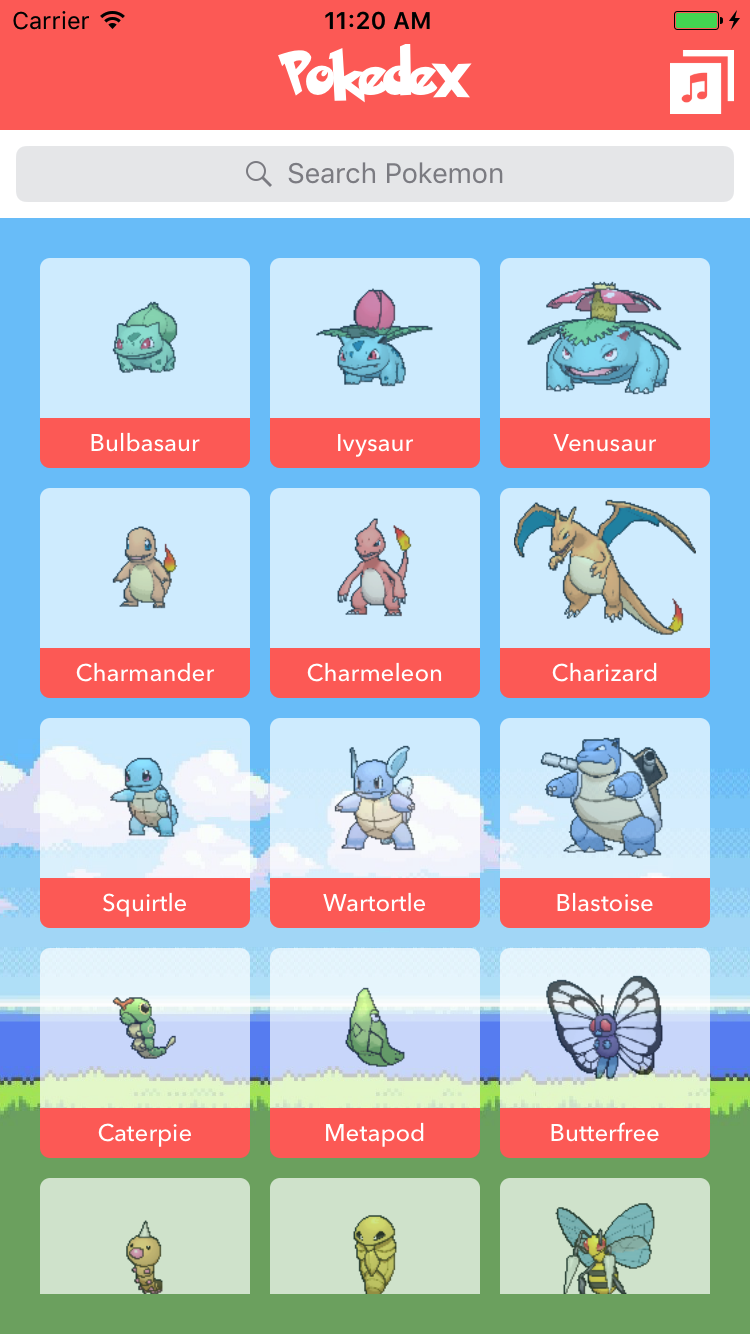 Carrier 11:20 AM
Pokedex
Search Pokemon
Bulbasaur Ivysaur Venusaur
Charmander Charmeleon Charizard
Squirtle Wartortle Blastoise
Caterpie Metapod Butterfree